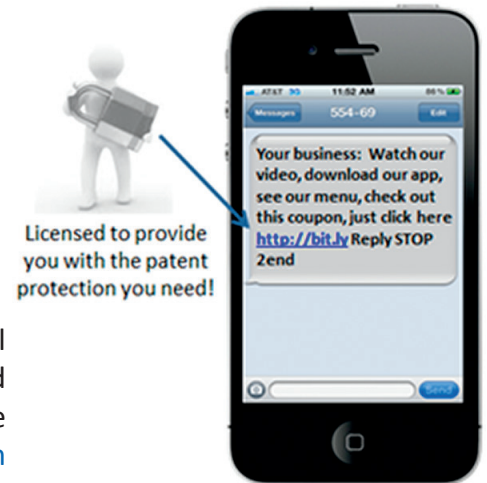 AT&T 3G 11:52 AM 86%
Messages 554-69 Edit
Your business: Watch our
video, download our app,
see our menu, check out
this coupon, just click here
http://bit.ly Reply STOP
2end
Send
Licensed to provide
you with the patent
protection you need!